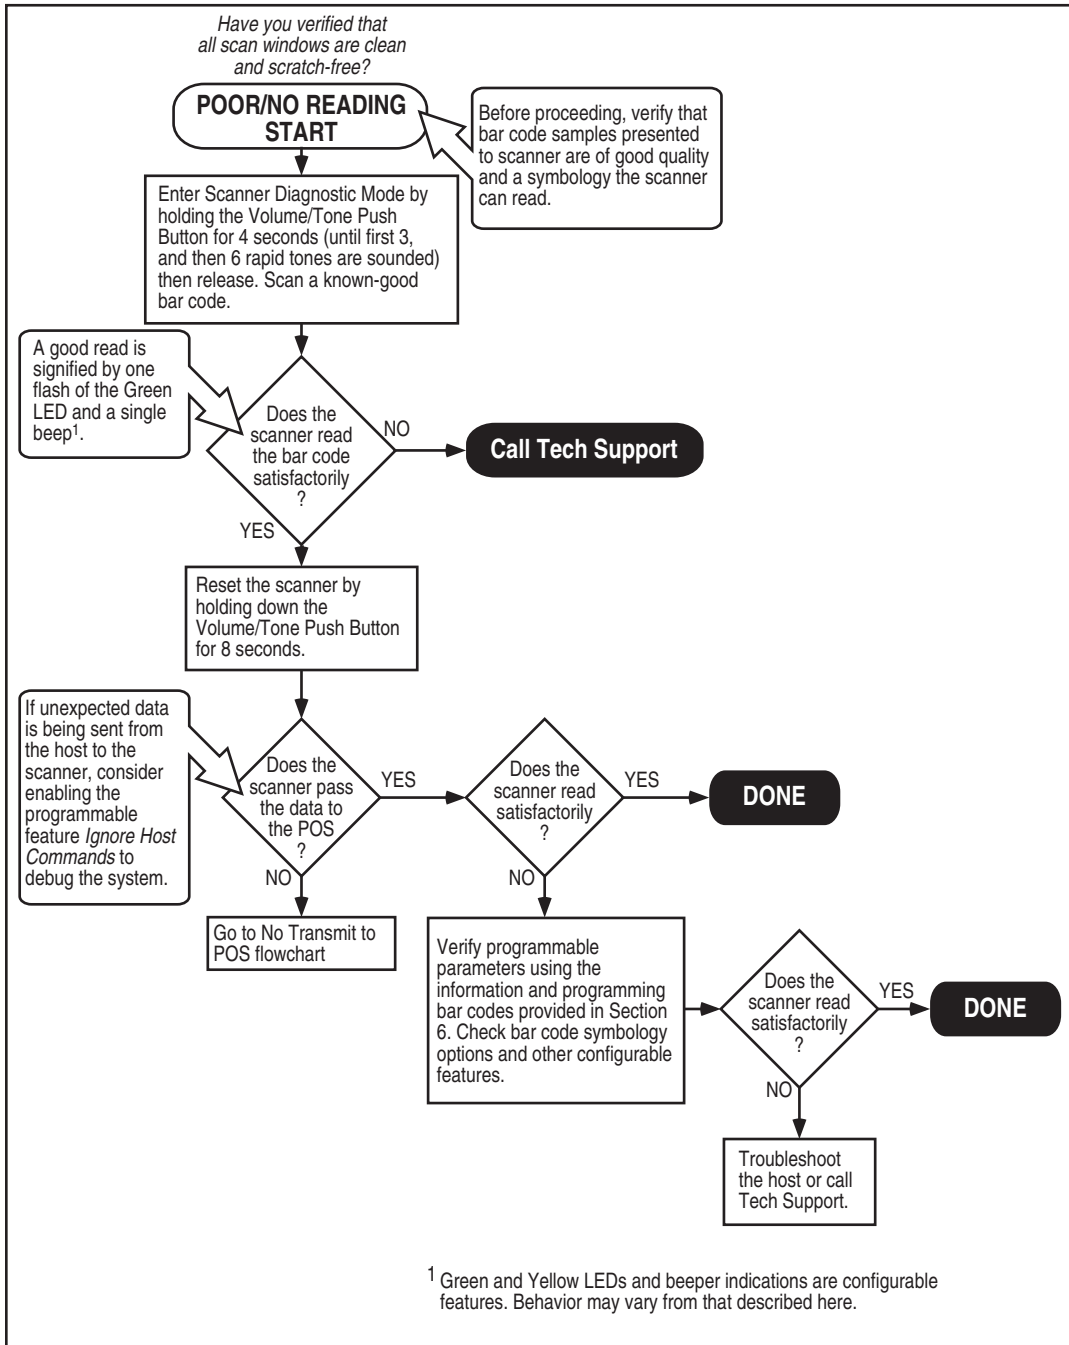 Have you verified that
all scan windows are clean
and scratch-free?
POOR/NO READING
START
Before proceeding, verify that
bar code samples presented
to scanner are of good quality
and a symbology the scanner
can read.
Enter Scanner Diagnostic Mode by
holding the Volume/Tone Push
Button for 4 seconds (until first 3,
and then 6 rapid tones are sounded)
then release. Scan a known-good
bar code.
A good read is
signified by one
flash of the Green
LED and a single
beep1.
Does the
scanner read
the bar code
satisfactorily
?
NO
Call Tech Support
YES
Reset the scanner by
holding down the
Volume/Tone Push Button
for 8 seconds.
If unexpected data
is being sent from
the host to the
scanner, consider
enabling the
programmable
feature Ignore Host
Commands to
debug the system.
Does the
scanner pass
the data to
the POS
?
YES
Does the
scanner read
satisfactorily
?
YES
DONE
NO
Go to No Transmit to
POS flowchart
NO
Verify programmable
parameters using the
information and programming
bar codes provided in Section
6. Check bar code symbology
options and other configurable
features.
Does the
scanner read
satisfactorily
?
YES
DONE
NO
Troubleshoot
the host or call
Tech Support.
1 Green and Yellow LEDs and beeper indications are configurable
features. Behavior may vary from that described here.